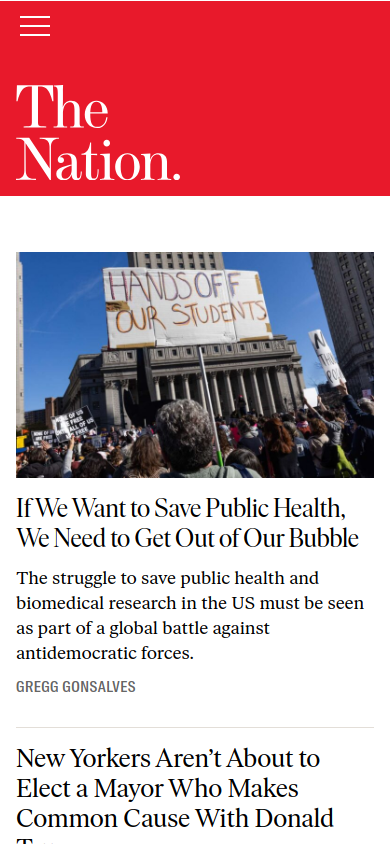 The
Nation.
HANDS OFF
OUR STUDENTS
If We Want to Save Public Health,
We Need to Get Out of Our Bubble
The struggle to save public health and
biomedical research in the US must be seen
as part of a global battle against
antidemocratic forces.
GREGG GONSALVES
New Yorkers Aren’t About to
Elect a Mayor Who Makes
Common Cause With Donald